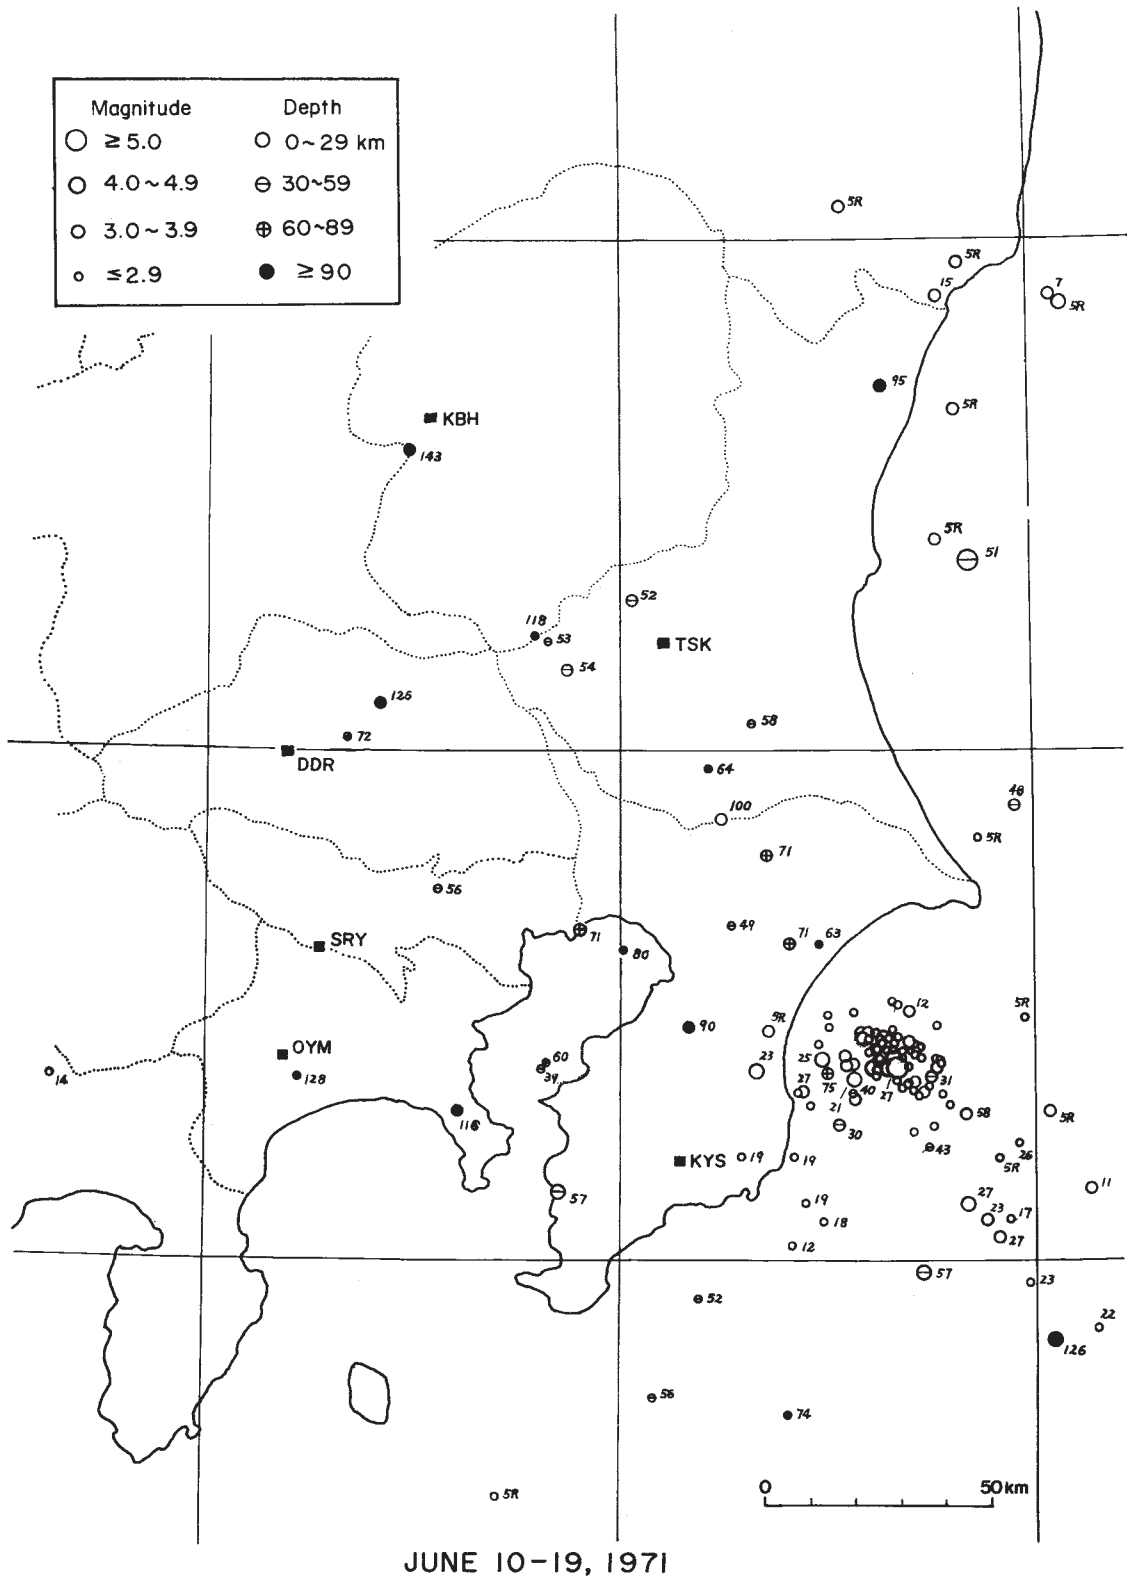 Magnitude Depth
≥ 5.0 0~29 km
4.0~4.9 30~59
3.0~3.9 60~89
≤2.9 ≥ 90
5R
5R
15
7
5R
95
5R
KBH
143
5R
51
52
118
53
TSK
54
126
58
72
DDR
64
48
100
5R
71
56
49
71
63
SRY
71
80
12
5R
90
5R
OYM
60
39
25
23
14
128
75
40
27
31
27
21
116
30
58
5R
43
26
KYS
19
19
5R
11
57
19
27
23
17
18
27
12
57
23
52
22
126
56
74
0 50km
5R
JUNE 10-19, 1971